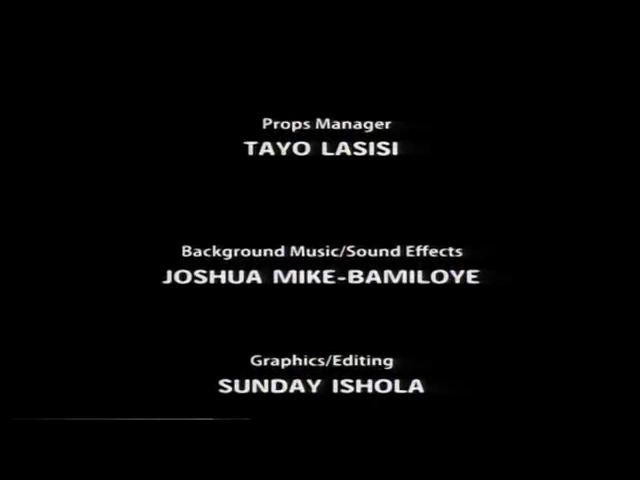 Props Manager
TAYO LASISI
Background Music/Sound Effects
JOSHUA MIKE-BAMILOYE
Graphics/Editing
SUNDAY ISHOLA